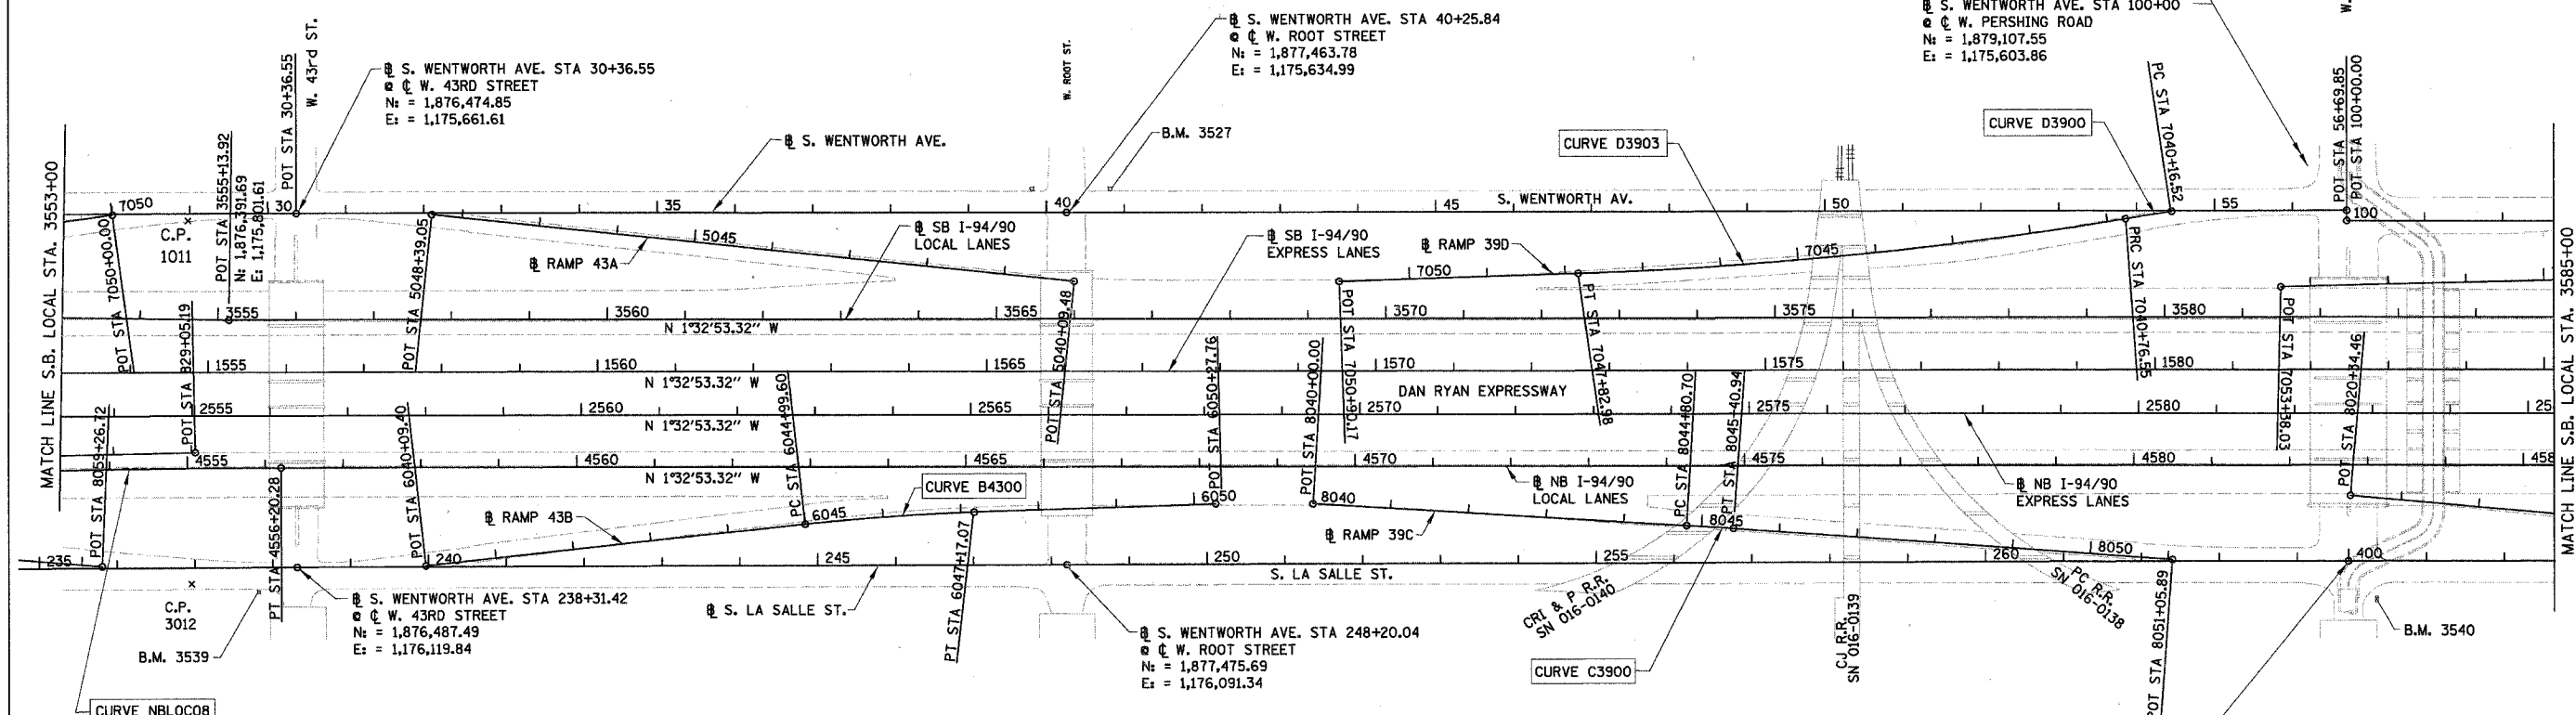 ℄ S. WENTWORTH AVE. STA 40+25.84
@ ℄ W. ROOT STREET
N: = 1,877,463.78
E: = 1,175,634.99
℄ S. WENTWORTH AVE. STA 100+00
@ ℄ W. PERSHING ROAD
N: = 1,879,107.55
E: = 1,175,603.86
W.
W. 43rd ST.
POT STA 30+36.55
℄ S. WENTWORTH AVE. STA 30+36.55
@ ℄ W. 43RD STREET
N: = 1,876,474.85
E: = 1,175,661.61
W. ROOT ST.
B.M. 3527
℄ S. WENTWORTH AVE.
CURVE D3903
CURVE D3900
PC STA 7040+16.52
POT STA 56+69.85
POT STA 100+00.00
MATCH LINE S.B. LOCAL STA. 3553+00
MATCH LINE S.B. LOCAL STA. 3585+00
7050
30
35
40
45
S. WENTWORTH AV.
50
55
100
C.P.
1011
POT STA 3555+13.92
N: 1,876,391.69
E: 1,175,801.61
POT STA 7050+00.00
POT STA 5048+39.05
5045
℄ RAMP 43A
℄ SB I-94/90
LOCAL LANES
℄ SB I-94/90
EXPRESS LANES
℄ RAMP 39D
7050
7045
PRC STA 7040+76.55
3555
3560
3565
3570
3575
3580
N 1°32'53.32" W
POT STA 829+05.19
POT STA 5040+09.48
POT STA 7050+90.17
PT STA 7047+82.98
POT STA 7053+38.03
1555
1560
1565
1570
1575
1580
N 1°32'53.32" W
DAN RYAN EXPRESSWAY
2555
2560
2565
2570
2575
2580
25
N 1°32'53.32" W
POT STA 8059+26.72
POT STA 6040+09.40
PC STA 6044+99.60
POT STA 6050+27.76
POT STA 8040+00.00
PC STA 8044+80.70
PT STA 8045+40.94
POT STA 8020+34.46
4555
4560
4565
4570
4575
4580
458
N 1°32'53.32" W
PT STA 4556+20.28
CURVE B4300
℄ NB I-94/90
LOCAL LANES
℄ NB I-94/90
EXPRESS LANES
℄ RAMP 43B
6045
6050
8040
℄ RAMP 39C
8045
8050
235
240
245
250
255
260
400
S. LA SALLE ST.
C.P.
3012
B.M. 3539
℄ S. WENTWORTH AVE. STA 238+31.42
@ ℄ W. 43RD STREET
N: = 1,876,487.49
E: = 1,176,119.84
℄ S. LA SALLE ST.
PT STA 6047+17.07
℄ S. WENTWORTH AVE. STA 248+20.04
@ ℄ W. ROOT STREET
N: = 1,877,475.69
E: = 1,176,091.34
CRI & P R.R.
SN 016-0140
CURVE C3900
CJ R.R.
SN 016-0139
PC R.R.
SN 016-0138
POT STA 8051+05.89
B.M. 3540
CURVE NBLOC08